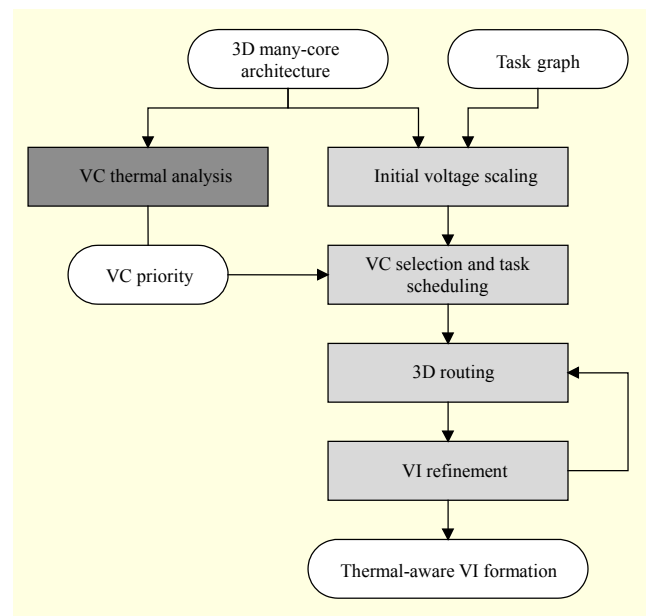 3D many-core
architecture
Task graph
VC thermal analysis
Initial voltage scaling
VC priority
VC selection and task
scheduling
3D routing
VI refinement
Thermal-aware VI formation